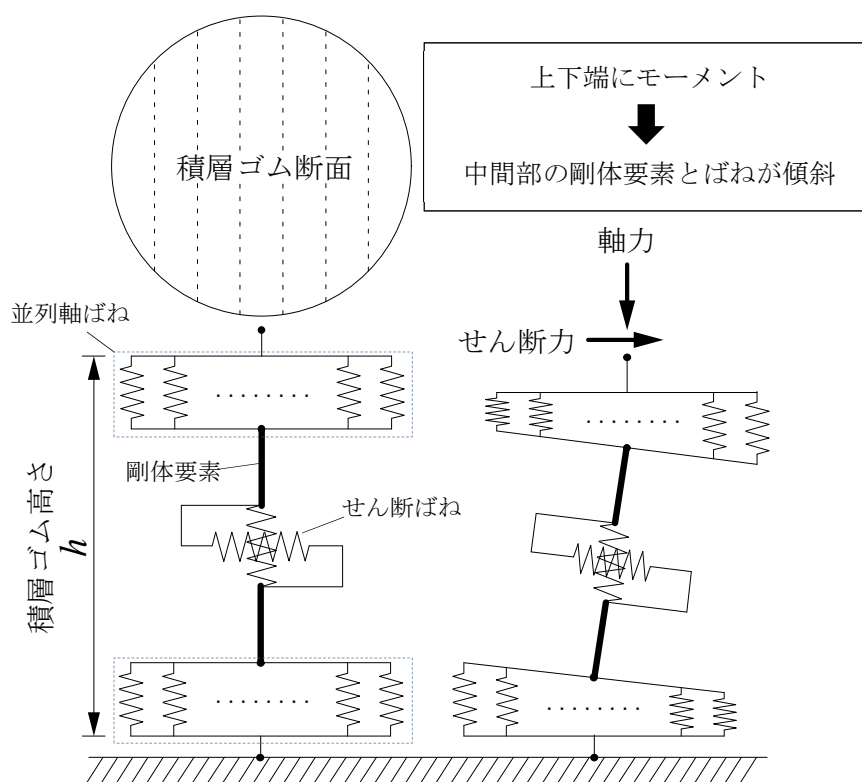 積層ゴム断面
上下端にモーメント
中間部の剛体要素とばねが傾斜
軸力
並列軸ばね
せん断力
........
........
剛体要素
せん断ばね
積層ゴム高さ
h
........
........